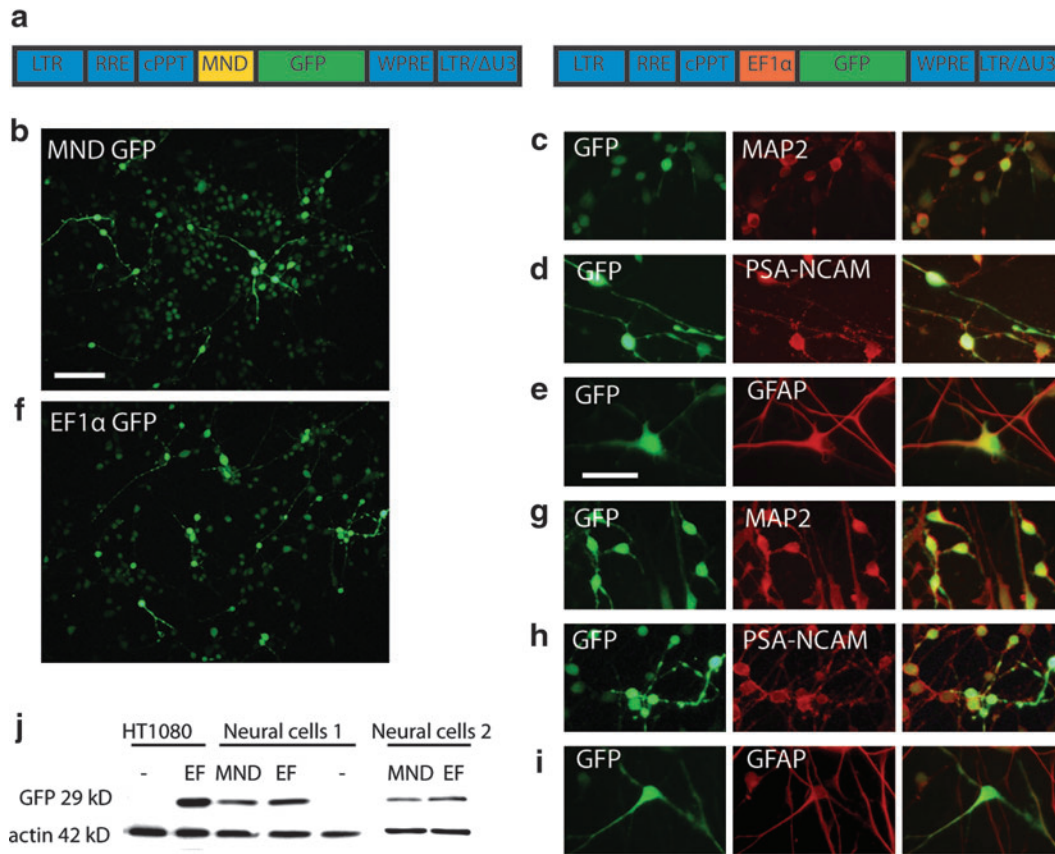 a
LTR RRE cPPT MND GFP WPRE LTR/ΔU3
LTR RRE cPPT EF1α GFP WPRE LTR/ΔU3
b
MND GFP
f
EF1α GFP
c
GFP MAP2
d
GFP PSA-NCAM
e
GFP GFAP
g
GFP MAP2
h
GFP PSA-NCAM
i
GFP GFAP
j
HT1080 Neural cells 1 Neural cells 2
- EF MND EF - MND EF
GFP 29 kD
actin 42 kD